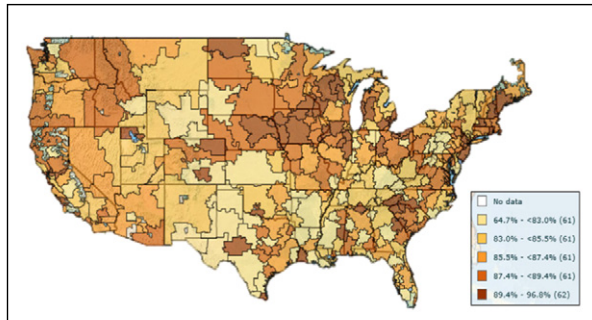 No data
64.7% - <83.0% (61)
83.0% - <85.5% (61)
85.5% - <87.4% (61)
87.4% - <89.4% (61)
89.4% - 96.8% (62)